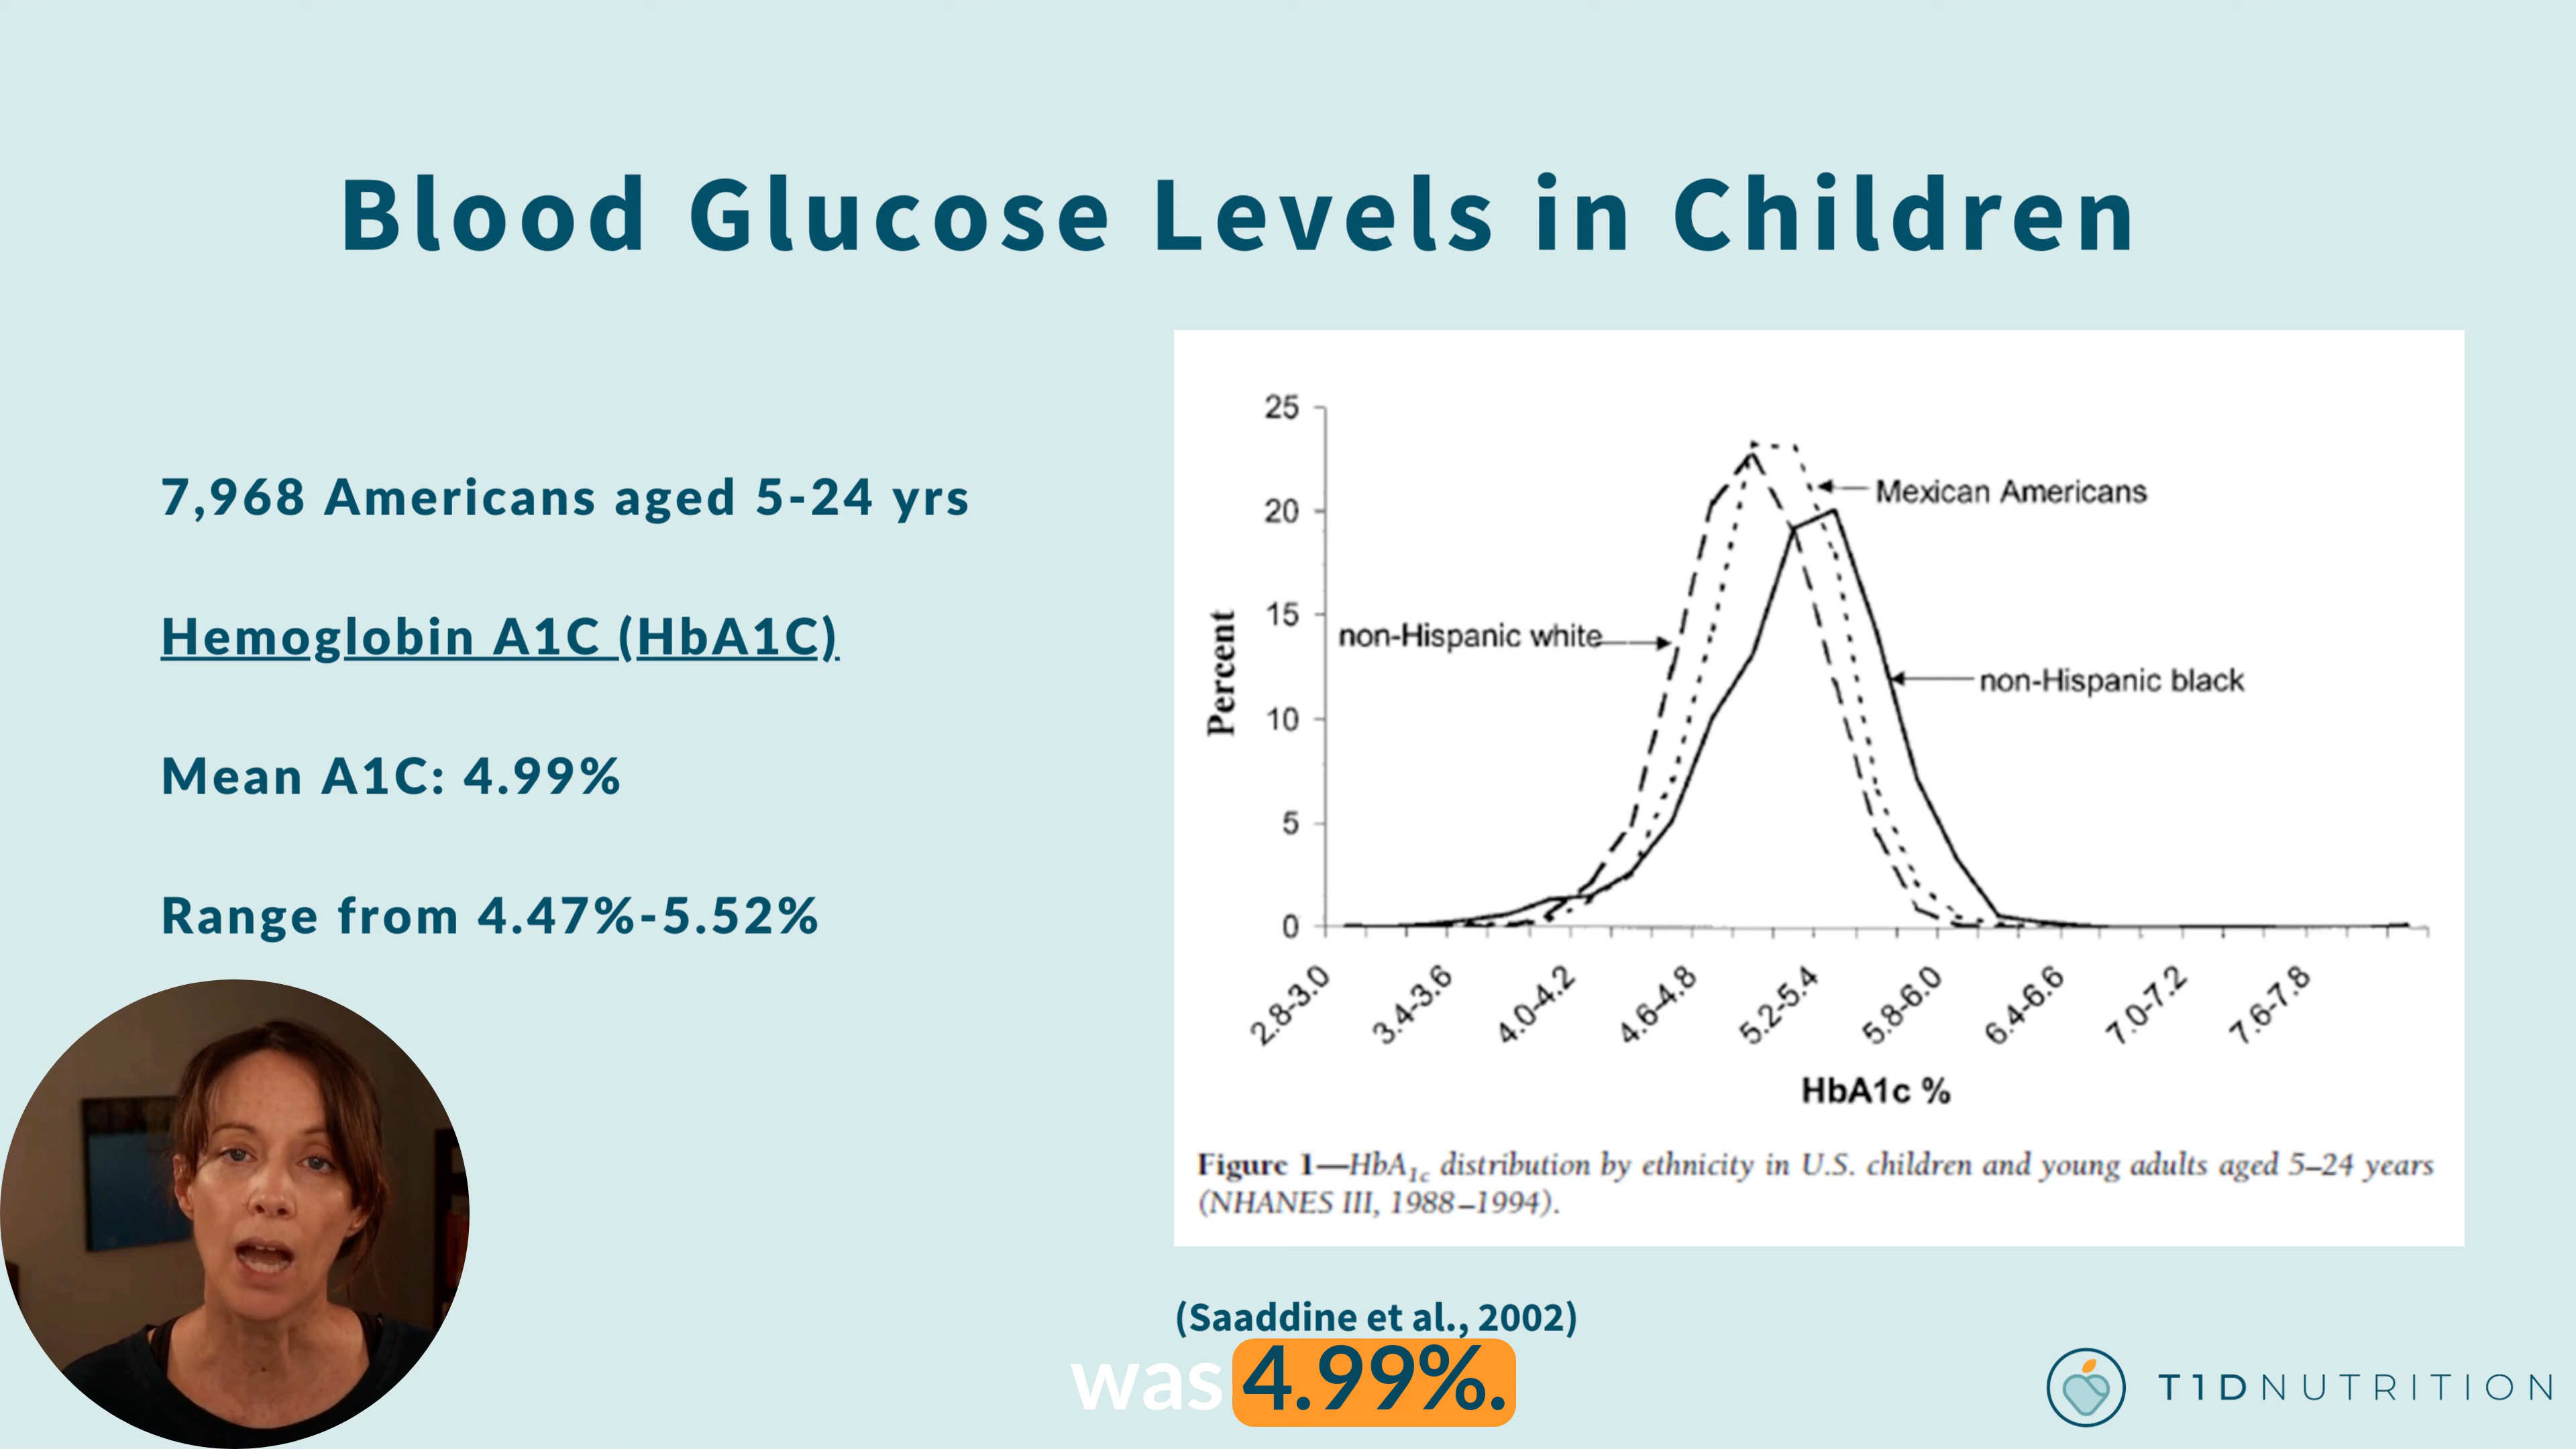 Blood Glucose Levels in Children
7,968 Americans aged 5-24 yrs
Hemoglobin A1C (HbA1C)
Mean A1C: 4.99%
Range from 4.47%-5.52%
25
20
15
10
5
0
Percent
Mexican Americans
non-Hispanic white
non-Hispanic black
2.8-3.0
3.4-3.6
4.0-4.2
4.6-4.8
5.2-5.4
5.8-6.0
6.4-6.6
7.0-7.2
7.6-7.8
HbA1c %
Figure 1—HbA1c distribution by ethnicity in U.S. children and young adults aged 5–24 years
(NHANES III, 1988–1994).
(Saaddine et al., 2002)
was 4.99%.
T1DNUTRITION